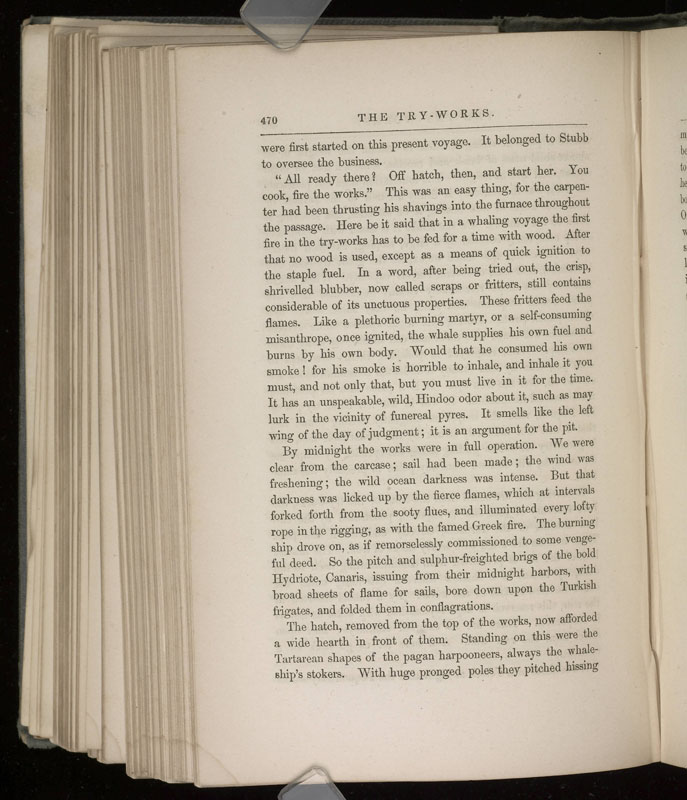 470 THE TRY-WORKS.
were first started on this present voyage. It belonged to Stubb
to oversee the business.
“All ready there? Off hatch, then, and start her. You
cook, fire the works.” This was an easy thing, for the carpen-
ter had been thrusting his shavings into the furnace throughout
the passage. Here be it said that in a whaling voyage the first
fire in the try-works has to be fed for a time with wood. After
that no wood is used, except as a means of quick ignition to
the staple fuel. In a word, after being tried out, the crisp,
shrivelled blubber, now called scraps or fritters, still contains
considerable of its unctuous properties. These fritters feed the
flames. Like a plethoric burning martyr, or a self-consuming
misanthrope, once ignited, the whale supplies his own fuel and
burns by his own body. Would that he consumed his own
smoke! for his smoke is horrible to inhale, and inhale it you
must, and not only that, but you must live in it for the time.
It has an unspeakable, wild, Hindoo odor about it, such as may
lurk in the vicinity of funereal pyres. It smells like the left
wing of the day of judgment; it is an argument for the pit.
By midnight the works were in full operation. We were
clear from the carcase; sail had been made; the wind was
freshening; the wild ocean darkness was intense. But that
darkness was licked up by the fierce flames, which at intervals
forked forth from the sooty flues, and illuminated every lofty
rope in the rigging, as with the famed Greek fire. The burning
ship drove on, as if remorselessly commissioned to some venge-
ful deed. So the pitch and sulphur-freighted brigs of the bold
Hydriote, Canaris, issuing from their midnight harbors, with
broad sheets of flame for sails, bore down upon the Turkish
frigates, and folded them in conflagrations.
The hatch, removed from the top of the works, now afforded
a wide hearth in front of them. Standing on this were the
Tartarean shapes of the pagan harpooneers, always the whale-
ship's stokers. With huge pronged poles they pitched hissing